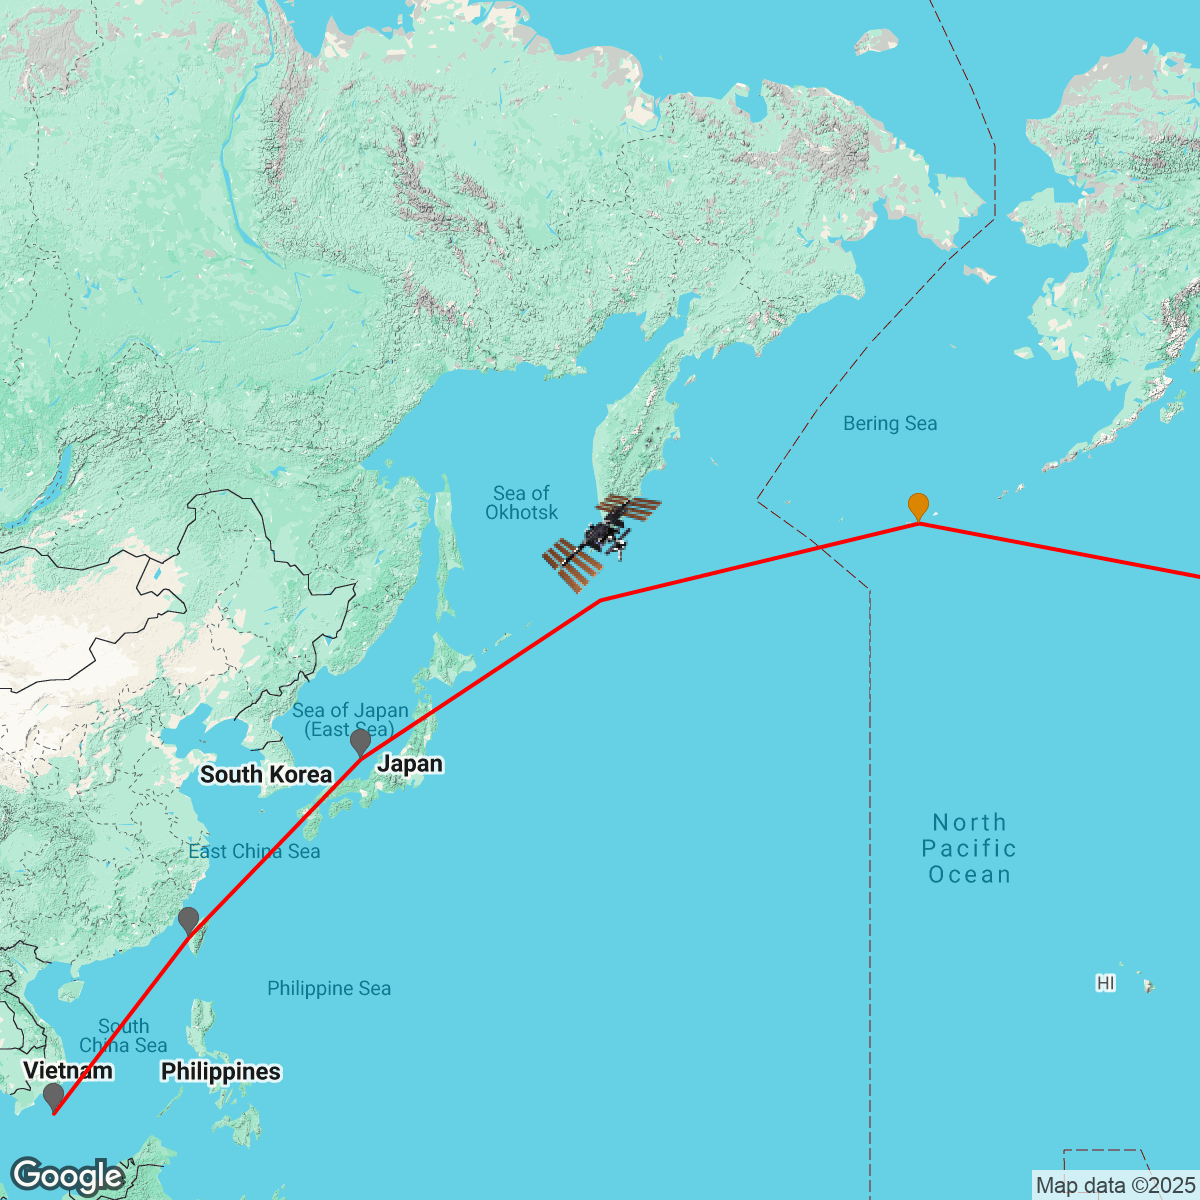 Bering Sea
Sea of
Okhotsk
Sea of Japan
(East Sea)
Japan
South Korea
East China Sea
North
Pacific
Ocean
HI
Philippine Sea
South
China Sea
Vietnam
Philippines
Google
Map data ©2025